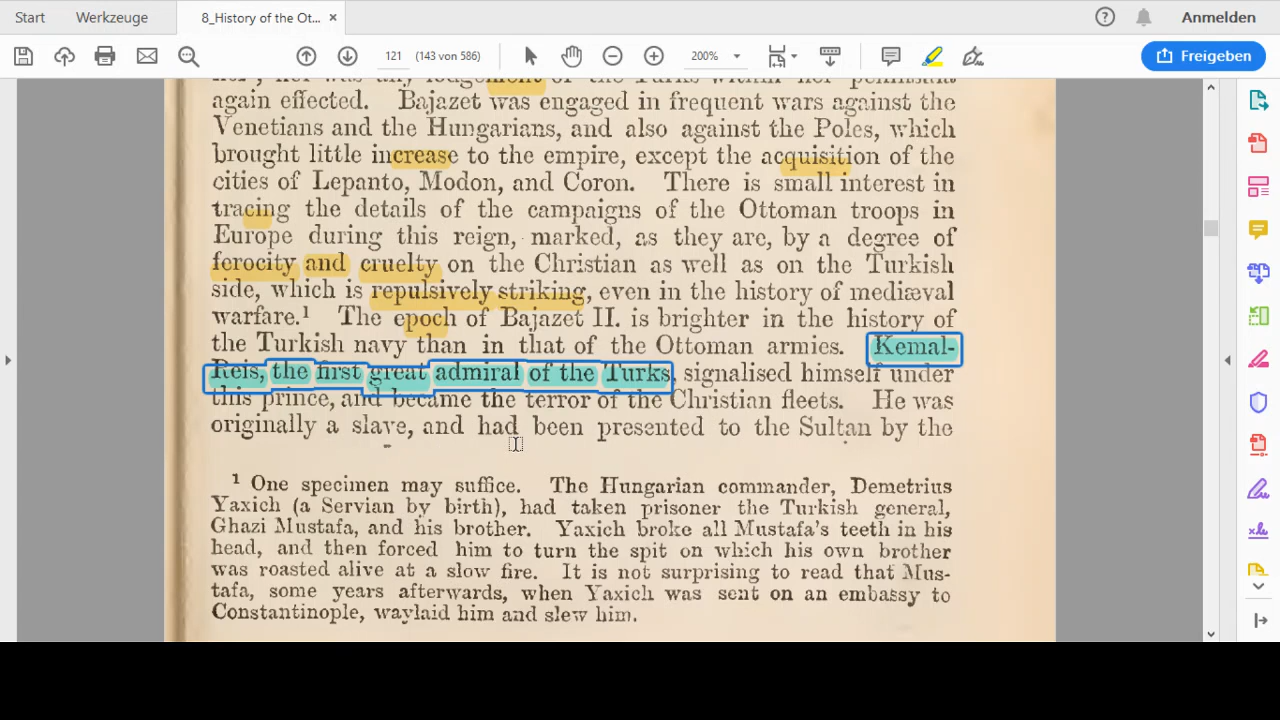 Start
Werkzeuge
8_History of the Ot...
×
Anmelden
121
(143 von 586)
200%
Freigeben
again effected. Bajazet was engaged in frequent wars against the
Venetians and the Hungarians, and also against the Poles, which
brought little increase to the empire, except the acquisition of the
cities of Lepanto, Modon, and Coron. There is small interest in
tracing the details of the campaigns of the Ottoman troops in
Europe during this reign, marked, as they are, by a degree of
ferocity and cruelty on the Christian as well as on the Turkish
side, which is repulsively striking, even in the history of mediæval
warfare.¹ The epoch of Bajazet II. is brighter in the history of
the Turkish navy than in that of the Ottoman armies. Kemal-
Reis, the first great admiral of the Turks, signalised himself under
this prince, and became the terror of the Christian fleets. He was
originally a slave, and had been presented to the Sultan by the
¹ One specimen may suffice. The Hungarian commander, Demetrius
Yaxich (a Servian by birth), had taken prisoner the Turkish general,
Ghazi Mustafa, and his brother. Yaxich broke all Mustafa's teeth in his
head, and then forced him to turn the spit on which his own brother
was roasted alive at a slow fire. It is not surprising to read that Mus-
tafa, some years afterwards, when Yaxich was sent on an embassy to
Constantinople, waylaid him and slew him.